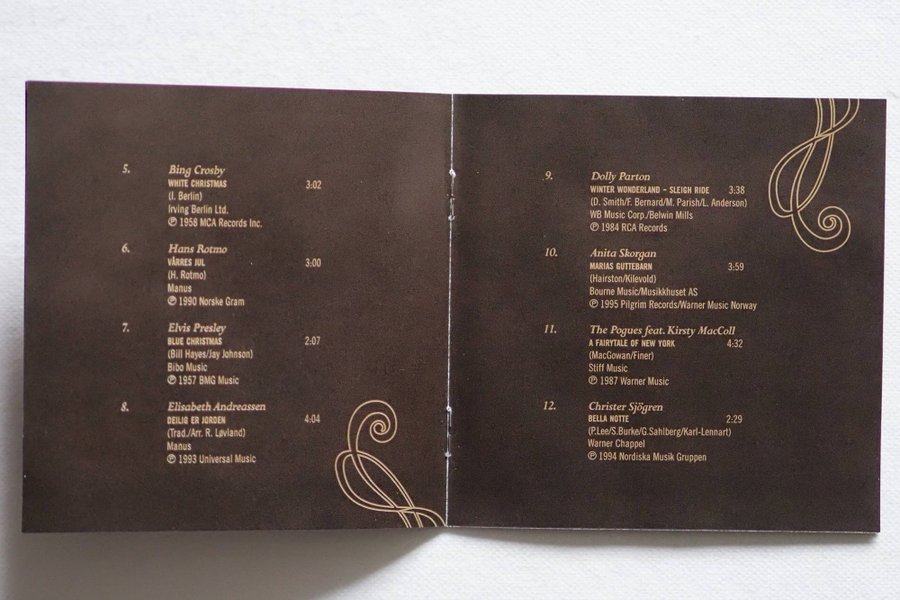 5. Bing Crosby
WHITE CHRISTMAS 3:02
(I. Berlin)
Irving Berlin Ltd.
℗ 1958 MCA Records Inc.
6. Hans Rotmo
VÅRRES JUL 3:00
(H. Rotmo)
Manus
℗ 1990 Norske Gram
7. Elvis Presley
BLUE CHRISTMAS 2:07
(Bill Hayes/Jay Johnson)
Bibo Music
℗ 1957 BMG Music
8. Elisabeth Andreassen
DEILIG ER JORDEN 4:04
(Trad./Arr. R. Løvland)
Manus
℗ 1993 Universal Music
9. Dolly Parton
WINTER WONDERLAND - SLEIGH RIDE 3:38
(D. Smith/F. Bernard/M. Parish/L. Anderson)
WB Music Corp./Belwin Mills
℗ 1984 RCA Records
10. Anita Skorgan
MARIAS GUTTEBARN 3:59
(Hairston/Kilevold)
Bourne Music/Musikkhuset AS
℗ 1995 Pilgrim Records/Warner Music Norway
11. The Pogues feat. Kirsty MacColl
A FAIRYTALE OF NEW YORK 4:32
(MacGowan/Finer)
Stiff Music
℗ 1987 Warner Music
12. Christer Sjögren
BELLA NOTTE 2:29
(P.Lee/S.Burke/G.Sahlberg/Karl-Lennart)
Warner Chappel
℗ 1994 Nordiska Musik Gruppen